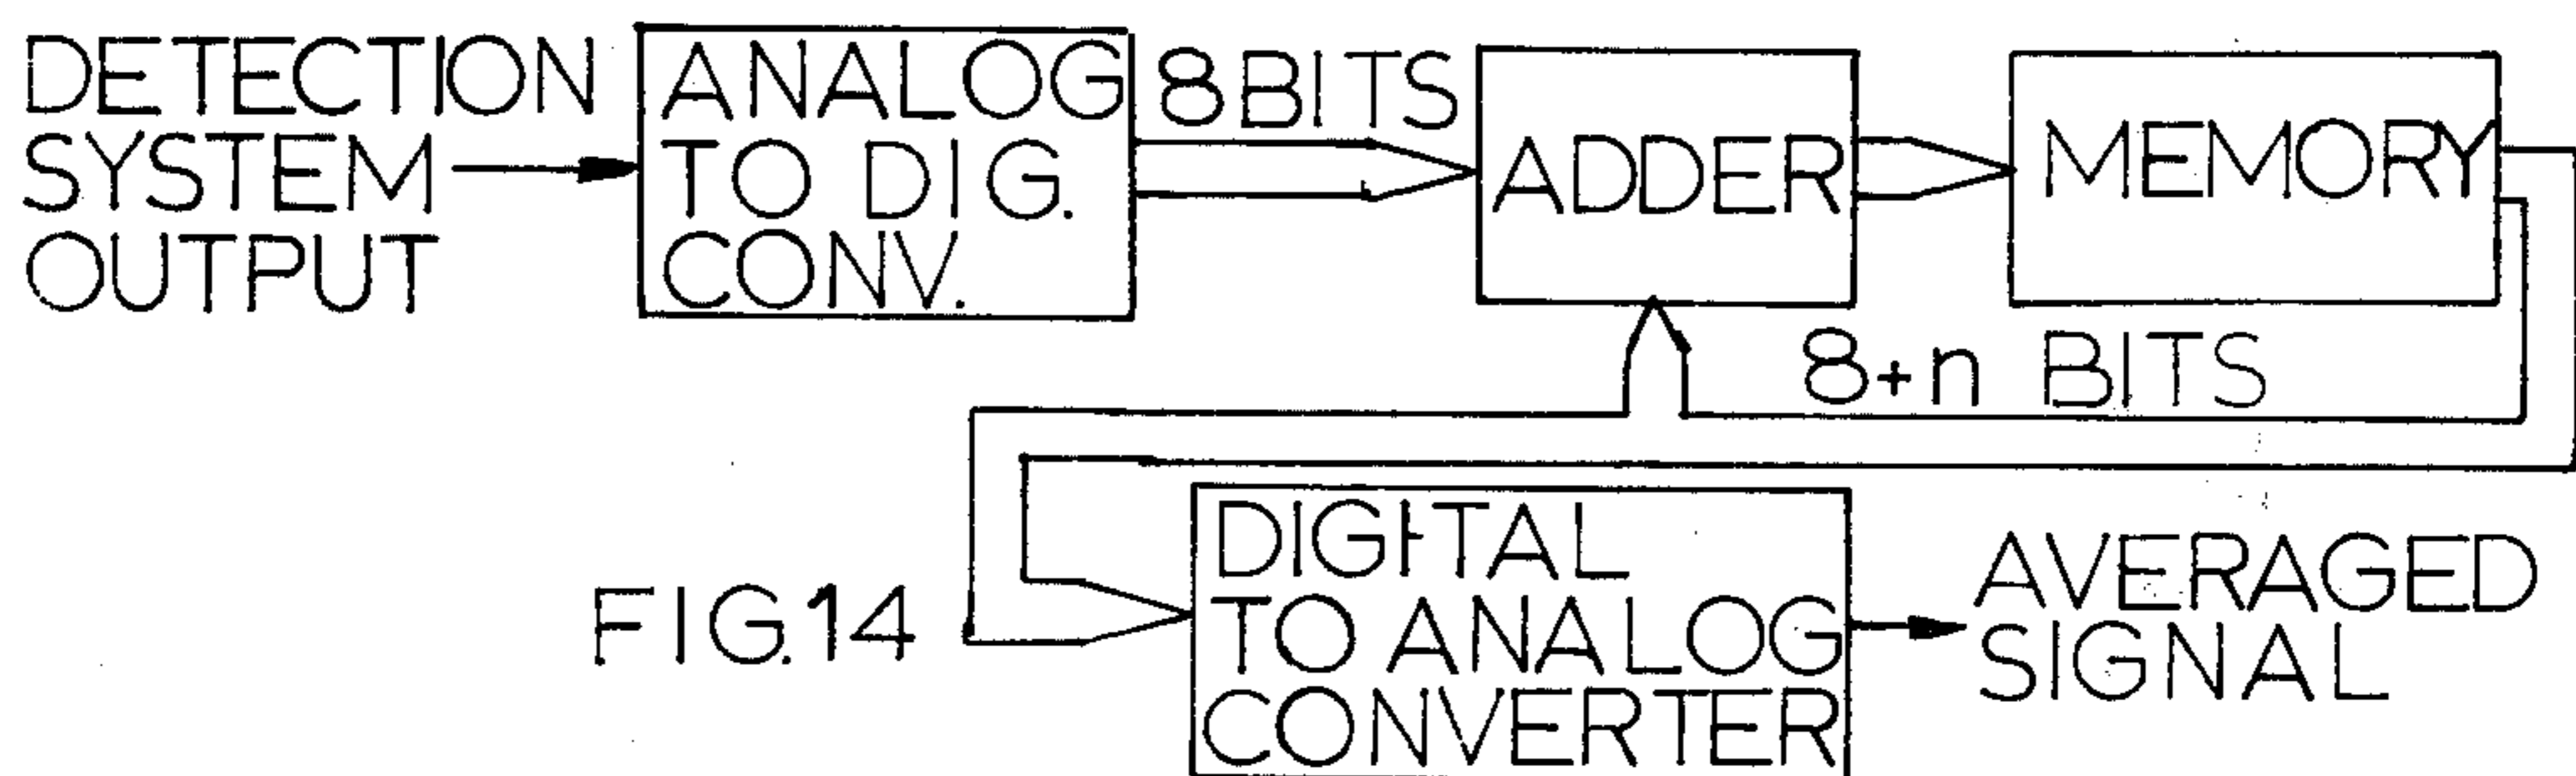 DETECTION
SYSTEM
OUTPUT
ANALOG
TO DIG.
CONV.
8 BITS
ADDER
MEMORY
8+n BITS
FIG.14
DIGITAL
TO ANALOG
CONVERTER
AVERAGED
SIGNAL